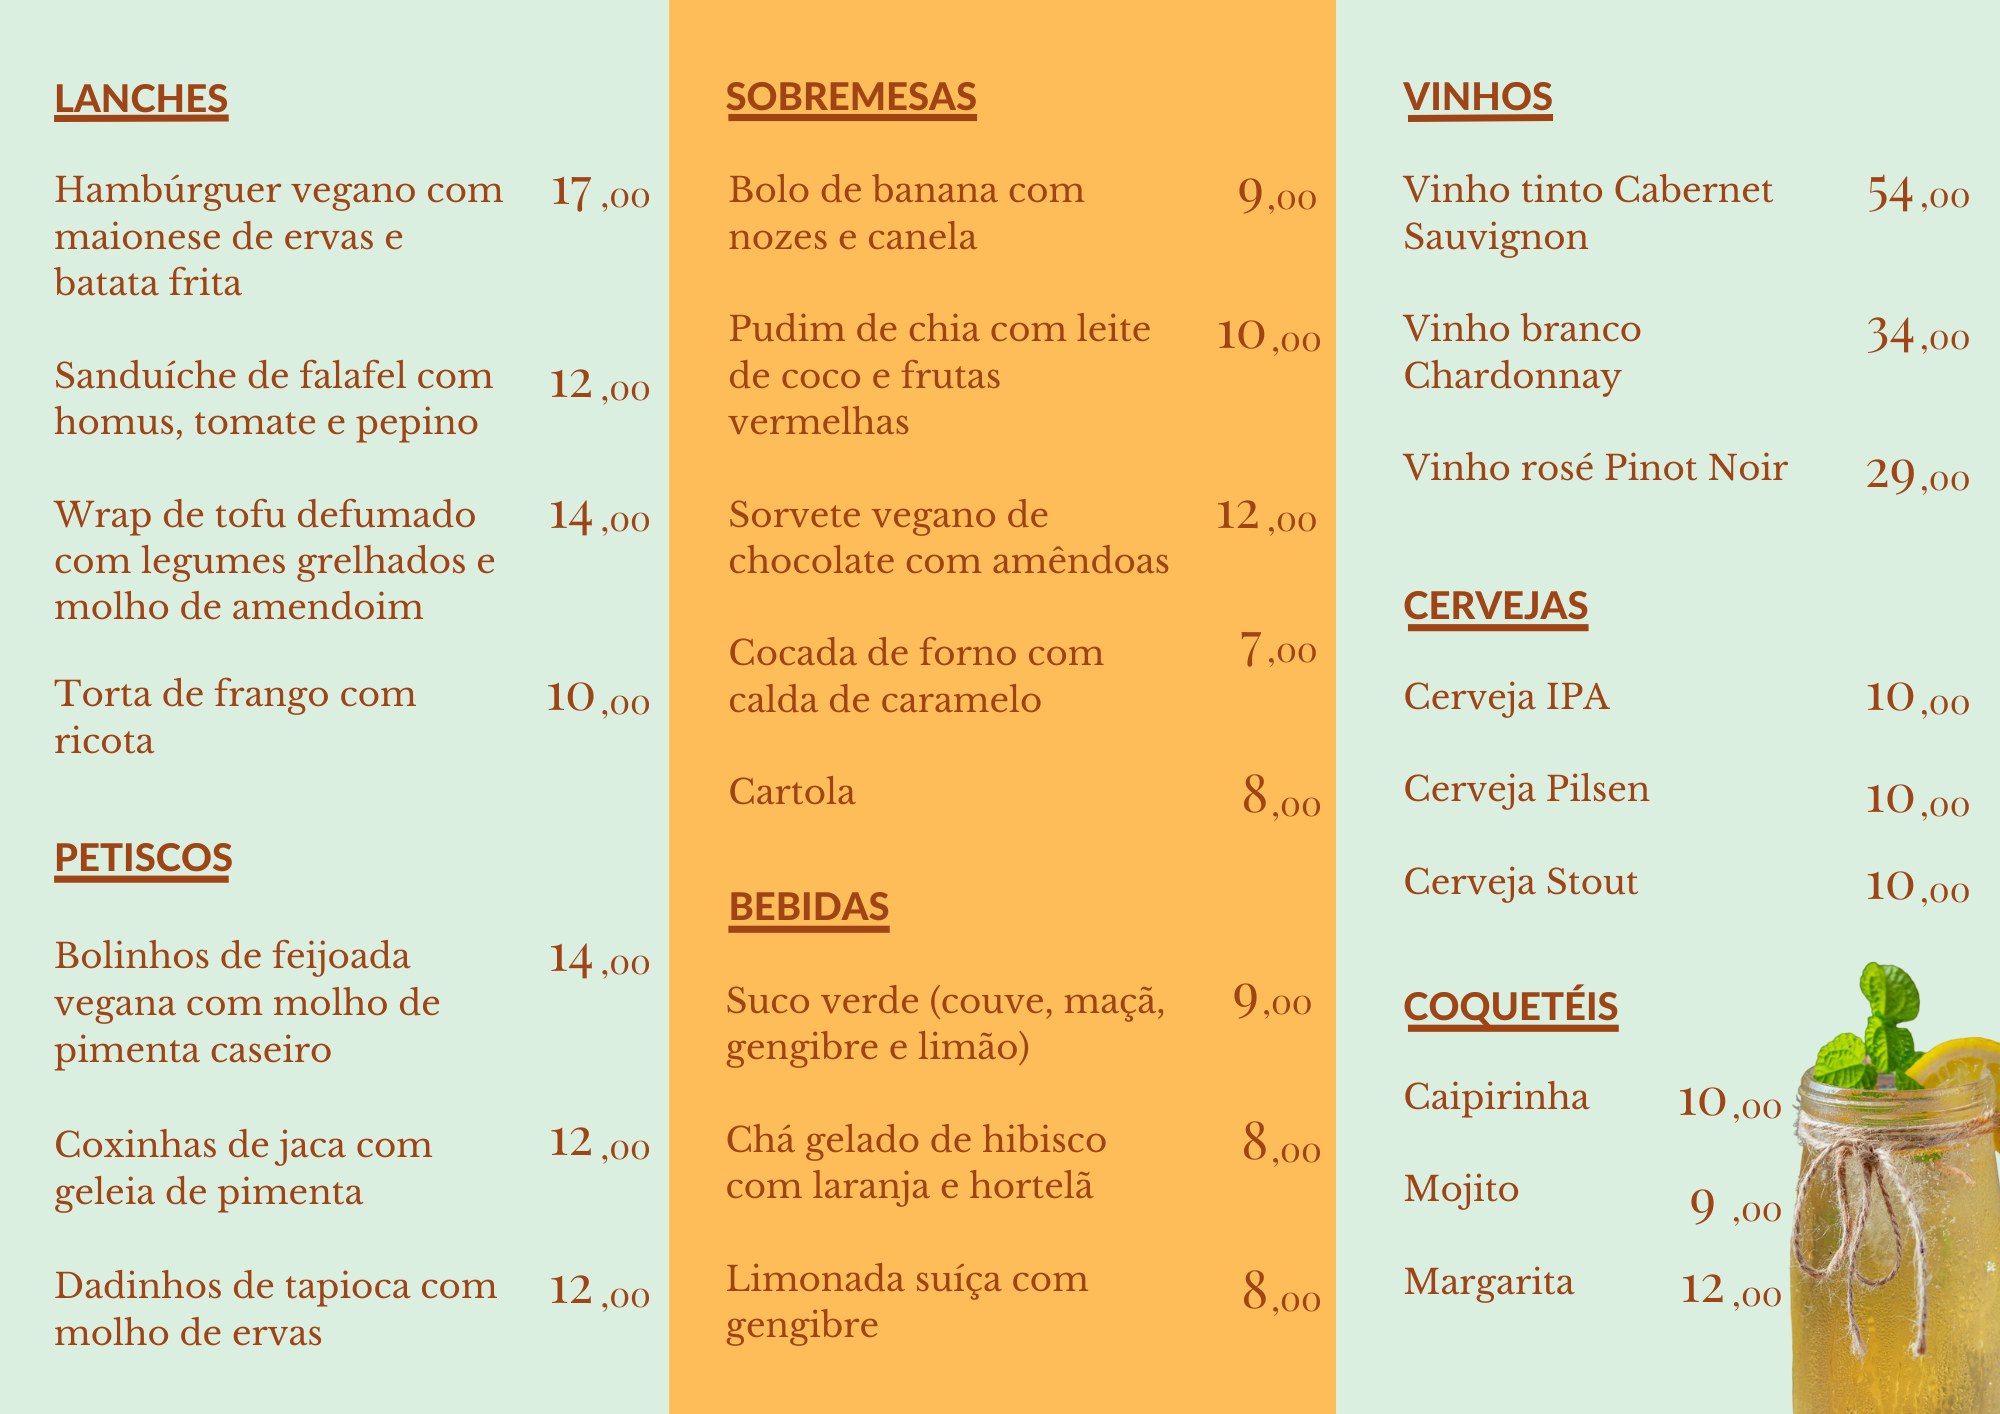 LANCHES
Hambúrguer vegano com 17,00
maionese de ervas e
batata frita
Sanduíche de falafel com 12,00
homus, tomate e pepino
Wrap de tofu defumado 14,00
com legumes grelhados e
molho de amendoim
Torta de frango com 10,00
ricota
PETISCOS
Bolinhos de feijoada 14,00
vegana com molho de
pimenta caseiro
Coxinhas de jaca com 12,00
geleia de pimenta
Dadinhos de tapioca com 12,00
molho de ervas
SOBREMESAS
Bolo de banana com 9,00
nozes e canela
Pudim de chia com leite 10,00
de coco e frutas
vermelhas
Sorvete vegano de 12,00
chocolate com amêndoas
Cocada de forno com 7,00
calda de caramelo
Cartola 8,00
BEBIDAS
Suco verde (couve, maçã, 9,00
gengibre e limão)
Chá gelado de hibisco 8,00
com laranja e hortelã
Limonada suíça com 8,00
gengibre
VINHOS
Vinho tinto Cabernet 54,00
Sauvignon
Vinho branco 34,00
Chardonnay
Vinho rosé Pinot Noir 29,00
CERVEJAS
Cerveja IPA 10,00
Cerveja Pilsen 10,00
Cerveja Stout 10,00
COQUETÉIS
Caipirinha 10,00
Mojito 9 ,00
Margarita 12,00